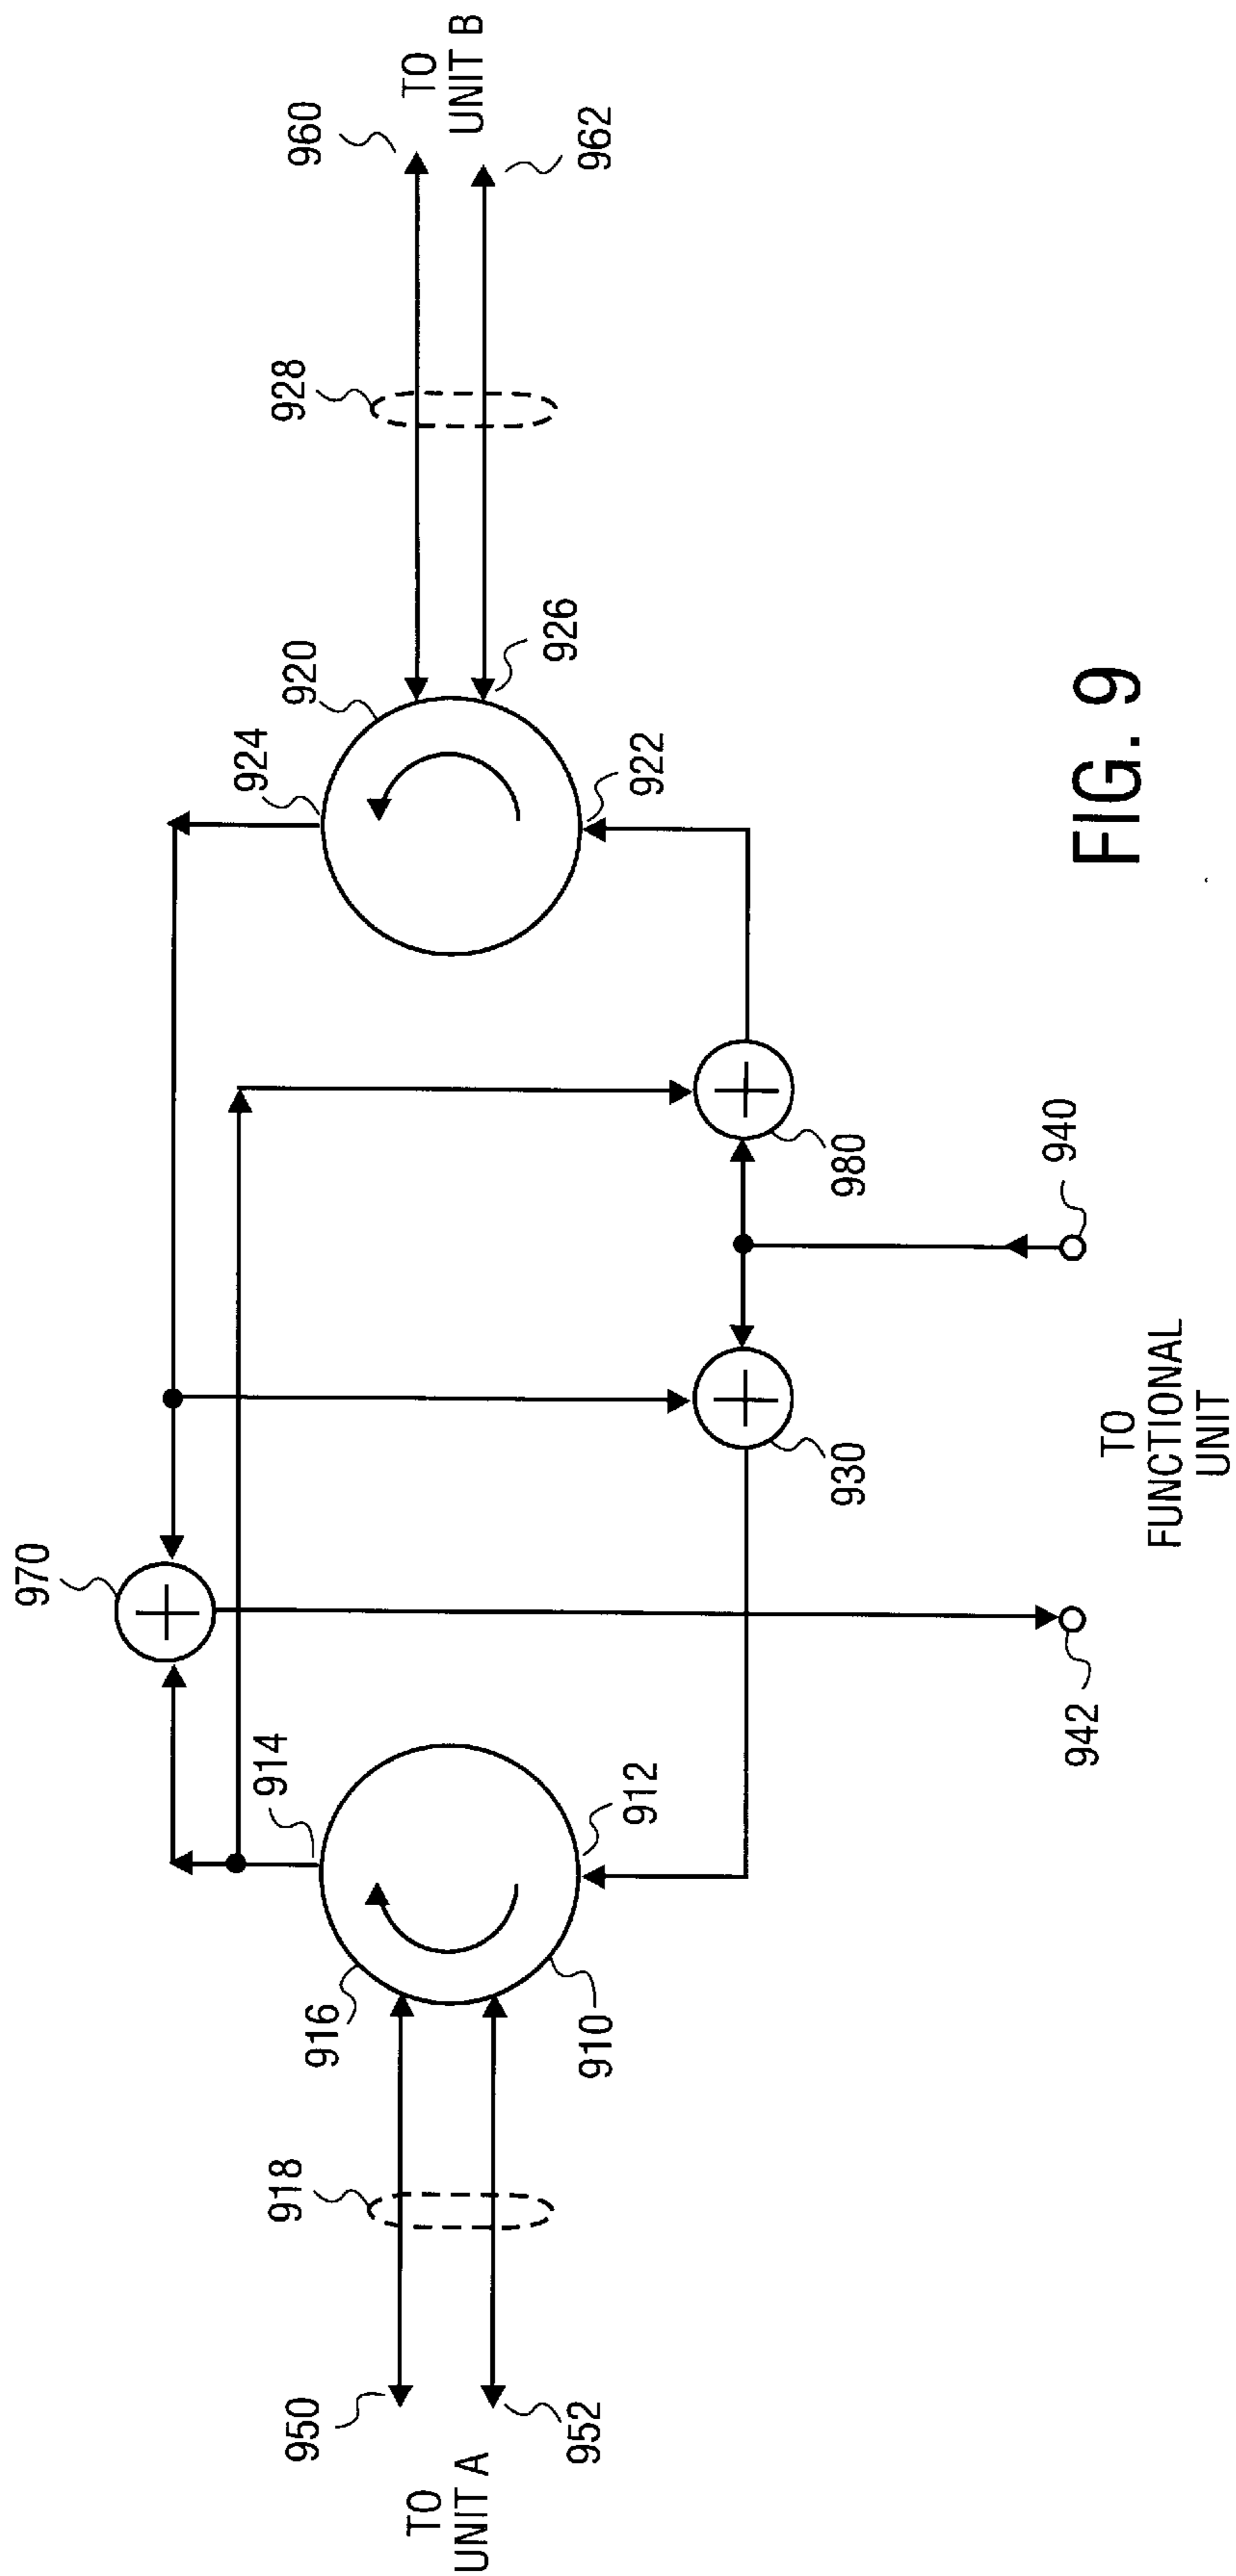 970
914
924
960
TO
UNIT B
920
928
916
918
950
TO
UNIT A
926
962
910
952
912
922
930
980
942
940
TO
FUNCTIONAL
UNIT
FIG. 9